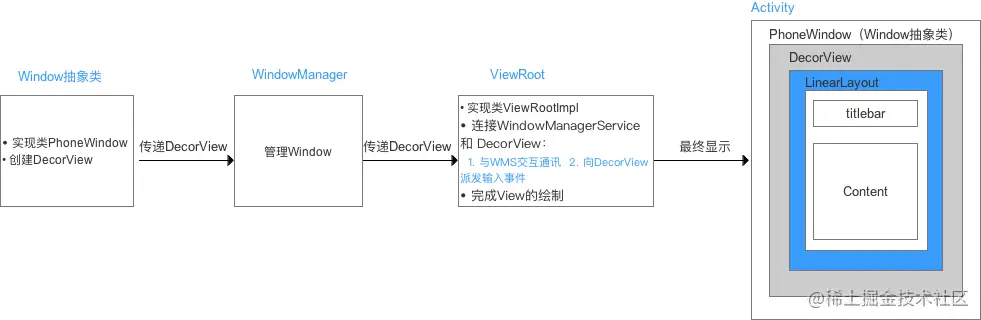 Window抽象类
• 实现类PhoneWindow
• 创建DecorView
传递DecorView
WindowManager
管理Window
传递DecorView
ViewRoot
• 实现类ViewRootImpl
• 连接WindowManagerService
和 DecorView：
1. 与WMS交互通讯 2. 向DecorView
派发输入事件
• 完成View的绘制
最终显示
Activity
PhoneWindow（Window抽象类）
DecorView
LinearLayout
titlebar
Content
@稀土掘金技术社区